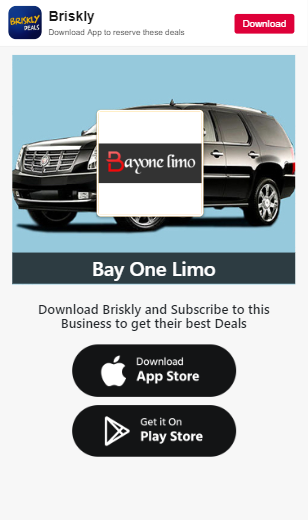 BRISKLY
DEALS
Briskly
Download App to reserve these deals
Download
Bayone limo
Bay One Limo
Download Briskly and Subscribe to this
Business to get their best Deals
Download
App Store
Get it On
Play Store